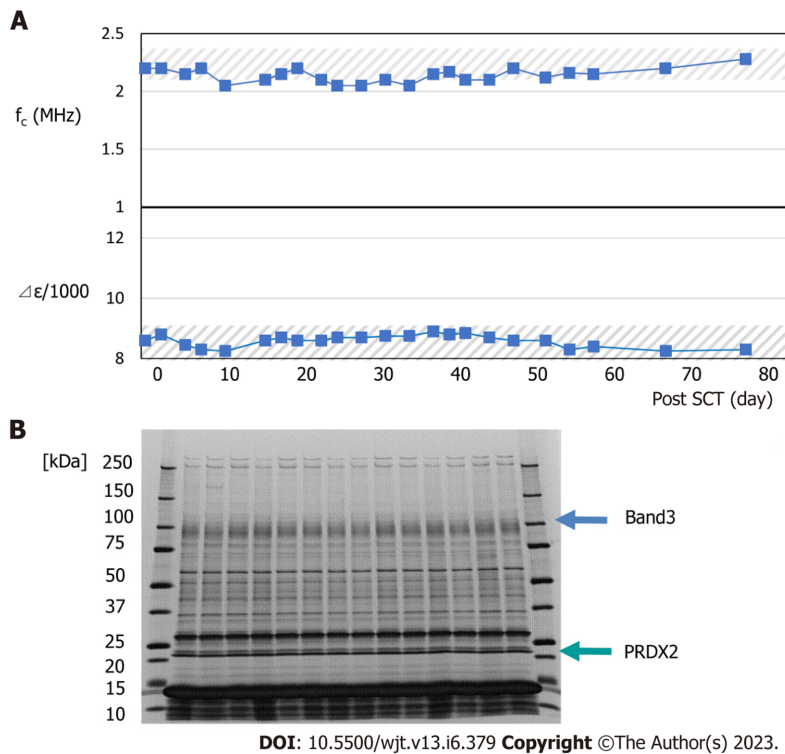 A
2.5
2
f_c (MHz)
1.5
1
12
⊿ε/1000
10
8
0 10 20 30 40 50 60 70 80
Post SCT (day)
B
[kDa] 250
150
100 Band3
75
50
37
25
PRDX2
20
15
10
DOI: 10.5500/wjt.v13.i6.379 Copyright ©The Author(s) 2023.